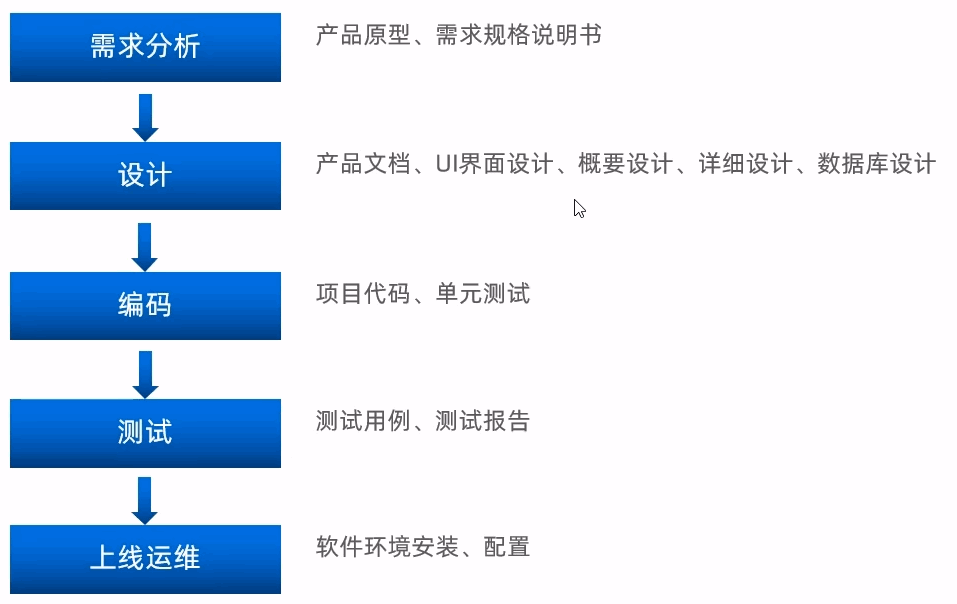 需求分析
产品原型、需求规格说明书
设计
产品文档、UI界面设计、概要设计、详细设计、数据库设计
编码
项目代码、单元测试
测试
测试用例、测试报告
上线运维
软件环境安装、配置